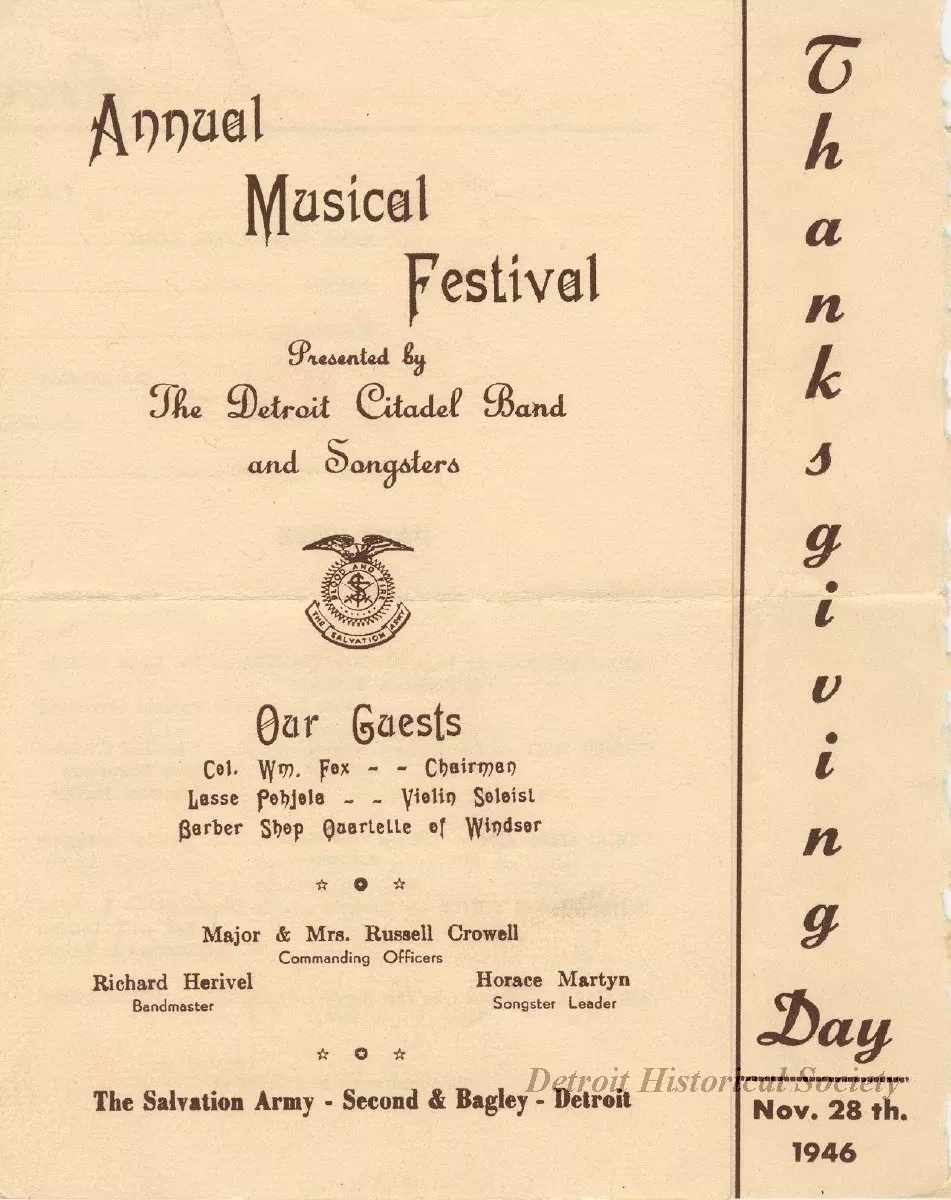 Annual
Musical
Festival
Presented by
The Detroit Citadel Band
and Songsters
BLOOD AND FIRE
THE SALVATION ARMY
Our Guests
Col. Wm. Fox - - Chairman
Lasse Pohjola - - Violin Soloist
Barber Shop Quartette of Windsor
Major & Mrs. Russell Crowell
Commanding Officers
Richard Herivel
Bandmaster
Horace Martyn
Songster Leader
The Salvation Army - Second & Bagley - Detroit
Thanksgiving
Day
Nov. 28 th.
1946
Detroit Historical Society